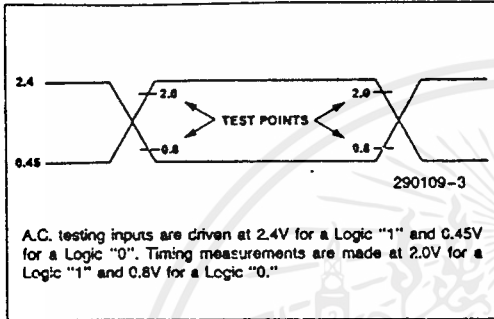 2.4
2.0
2.0
TEST POINTS
0.8
0.8
0.45
290109-3
A.C. testing inputs are driven at 2.4V for a Logic "1" and 0.45V
for a Logic "0". Timing measurements are made at 2.0V for a
Logic "1" and 0.8V for a Logic "0."